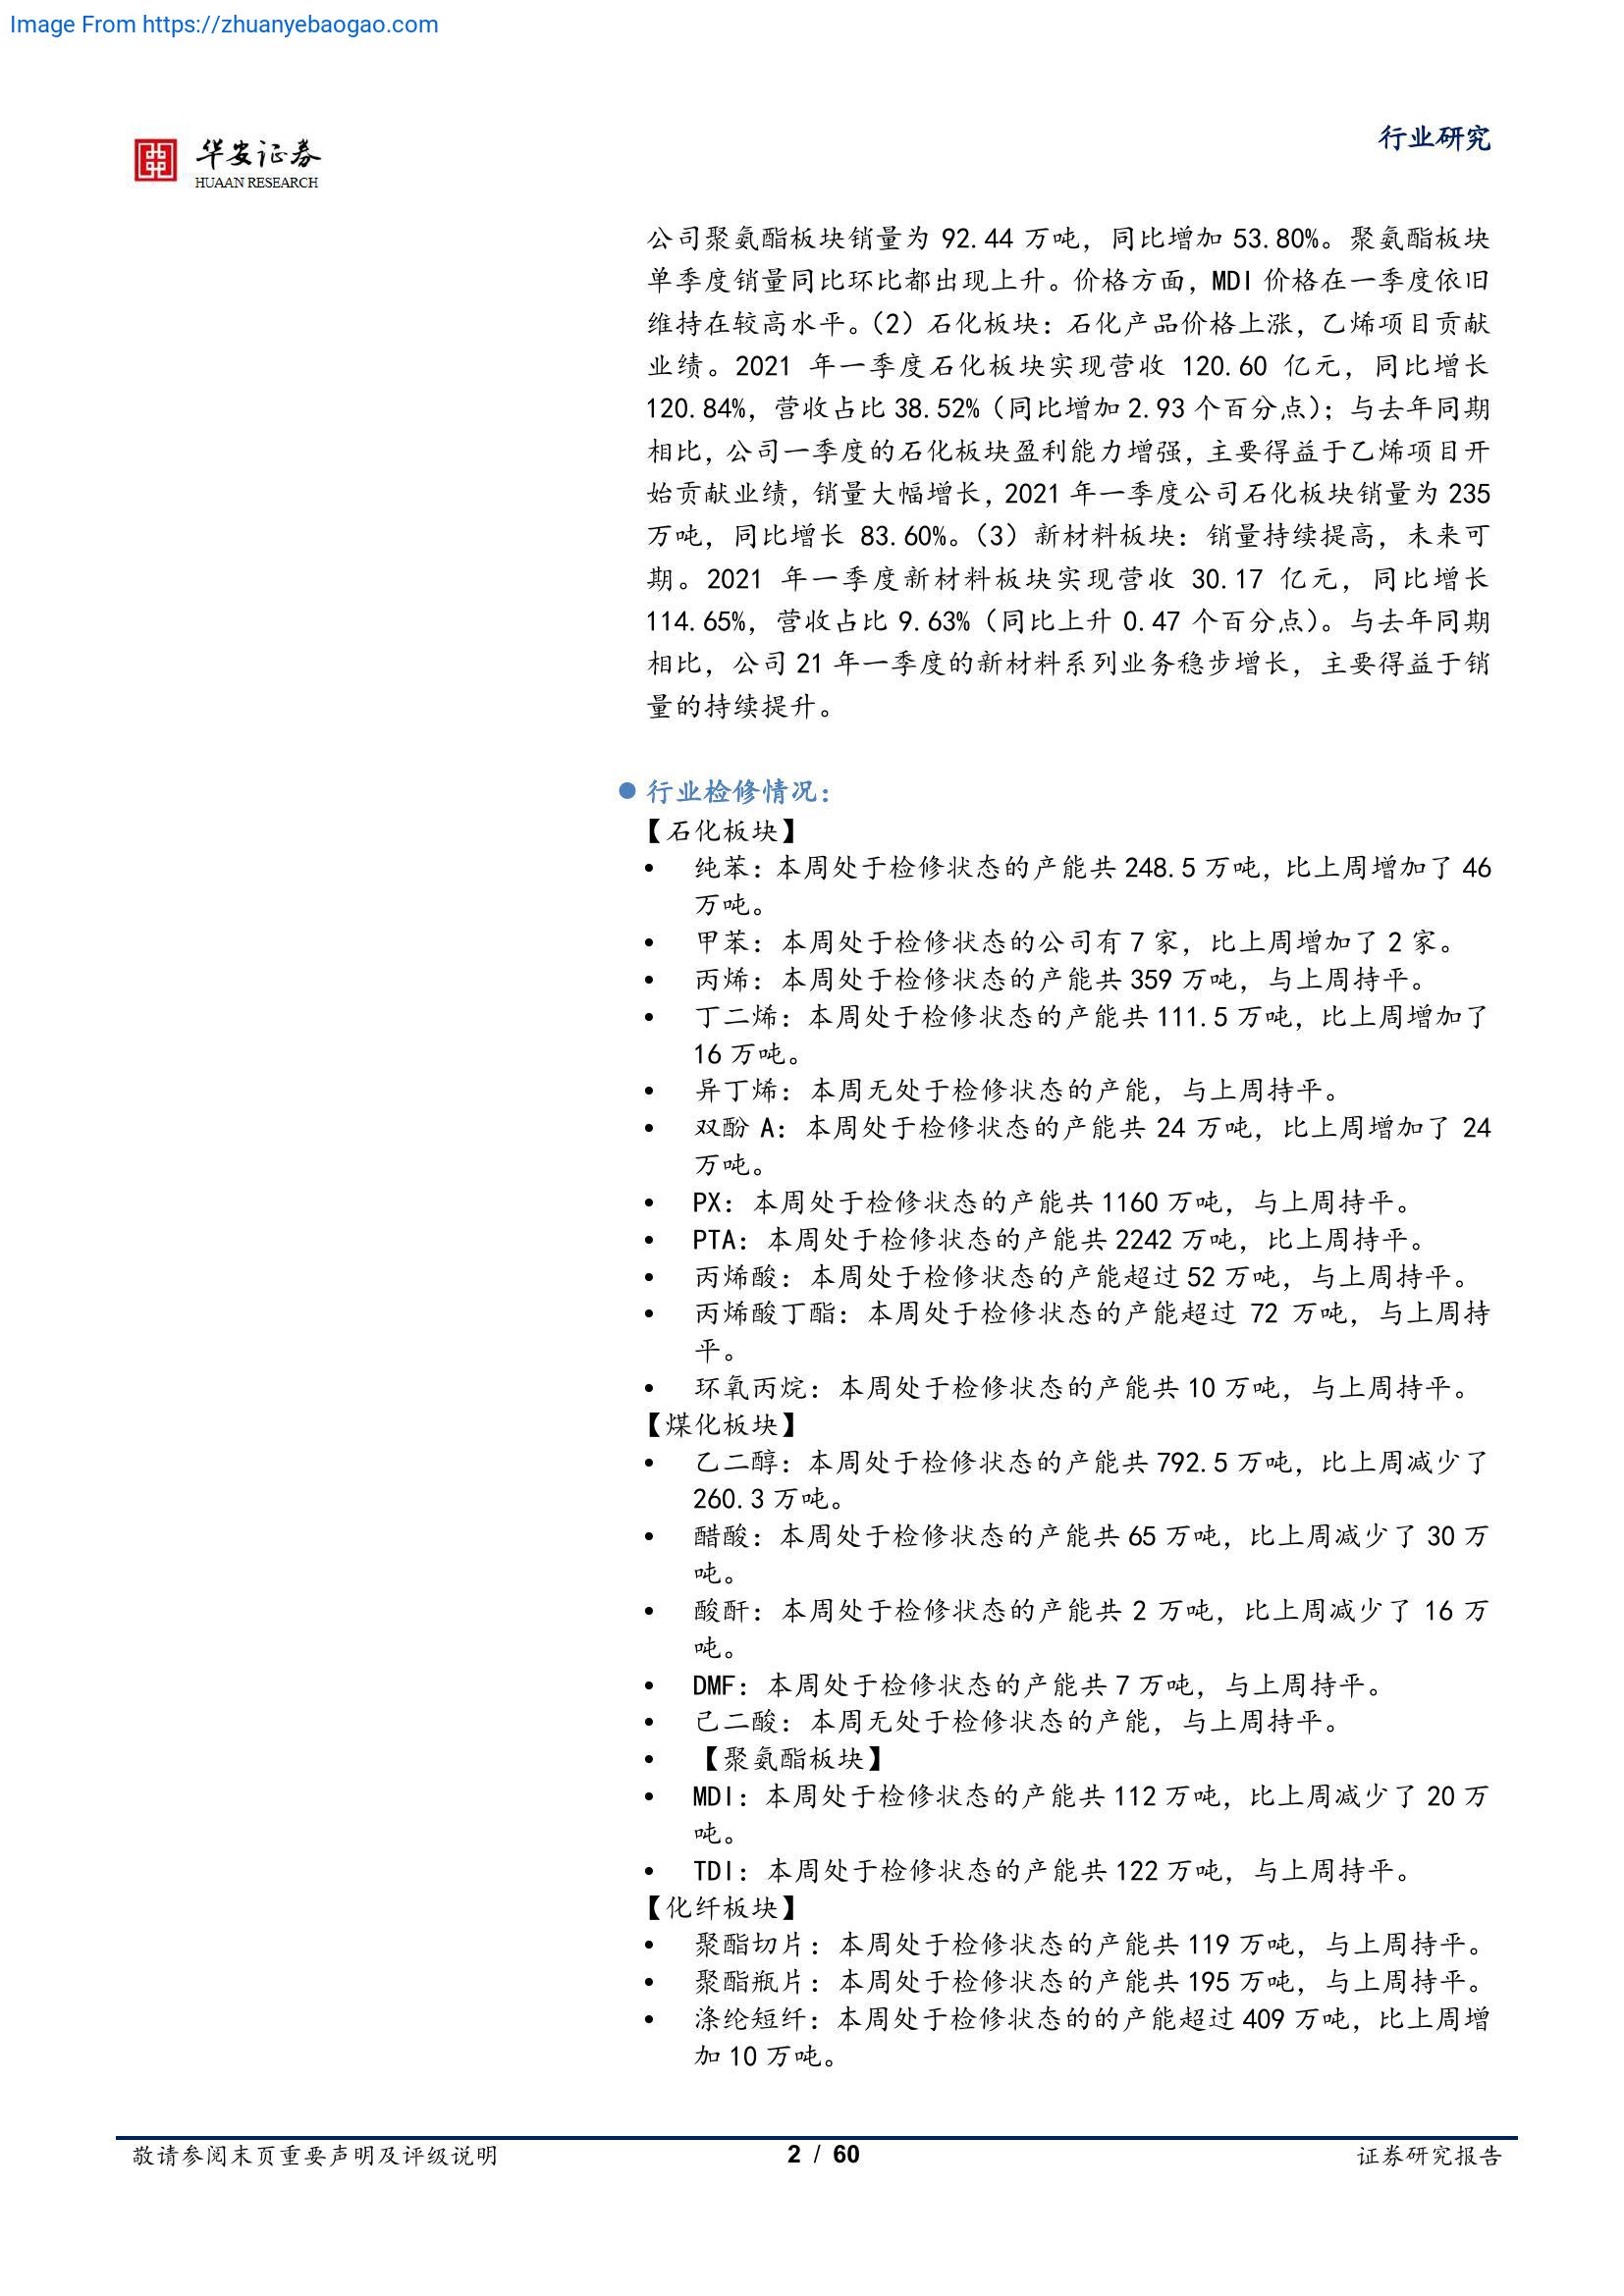 Image From https://zhuanyebaogao.com
华安证券
HUAAN RESEARCH
行业研究
公司聚氨酯板块销量为 92.44 万吨，同比增加 53.80%。聚氨酯板块
单季度销量同比环比都出现上升。价格方面，MDI 价格在一季度依旧
维持在较高水平。（2）石化板块：石化产品价格上涨，乙烯项目贡献
业绩。2021 年一季度石化板块实现营收 120.60 亿元，同比增长
120.84%，营收占比 38.52%（同比增加 2.93 个百分点）；与去年同期
相比，公司一季度的石化板块盈利能力增强，主要得益于乙烯项目开
始贡献业绩，销量大幅增长，2021 年一季度公司石化板块销量为 235
万吨，同比增长 83.60%。（3）新材料板块：销量持续提高，未来可
期。2021 年一季度新材料板块实现营收 30.17 亿元，同比增长
114.65%，营收占比 9.63%（同比上升 0.47 个百分点）。与去年同期
相比，公司 21 年一季度的新材料系列业务稳步增长，主要得益于销
量的持续提升。
● 行业检修情况：
【石化板块】
• 纯苯：本周处于检修状态的产能共 248.5 万吨，比上周增加了 46
万吨。
• 甲苯：本周处于检修状态的公司有 7 家，比上周增加了 2 家。
• 丙烯：本周处于检修状态的产能共 359 万吨，与上周持平。
• 丁二烯：本周处于检修状态的产能共 111.5 万吨，比上周增加了
16 万吨。
• 异丁烯：本周无处于检修状态的产能，与上周持平。
• 双酚 A：本周处于检修状态的产能共 24 万吨，比上周增加了 24
万吨。
• PX：本周处于检修状态的产能共 1160 万吨，与上周持平。
• PTA：本周处于检修状态的产能共 2242 万吨，比上周持平。
• 丙烯酸：本周处于检修状态的产能超过 52 万吨，与上周持平。
• 丙烯酸丁酯：本周处于检修状态的产能超过 72 万吨，与上周持
平。
• 环氧丙烷：本周处于检修状态的产能共 10 万吨，与上周持平。
【煤化板块】
• 乙二醇：本周处于检修状态的产能共 792.5 万吨，比上周减少了
260.3 万吨。
• 醋酸：本周处于检修状态的产能共 65 万吨，比上周减少了 30 万
吨。
• 酸酐：本周处于检修状态的产能共 2 万吨，比上周减少了 16 万
吨。
• DMF：本周处于检修状态的产能共 7 万吨，与上周持平。
• 己二酸：本周无处于检修状态的产能，与上周持平。
• 【聚氨酯板块】
• MDI：本周处于检修状态的产能共 112 万吨，比上周减少了 20 万
吨。
• TDI：本周处于检修状态的产能共 122 万吨，与上周持平。
【化纤板块】
• 聚酯切片：本周处于检修状态的产能共 119 万吨，与上周持平。
• 聚酯瓶片：本周处于检修状态的产能共 195 万吨，与上周持平。
• 涤纶短纤：本周处于检修状态的的产能超过 409 万吨，比上周增
加 10 万吨。
敬请参阅末页重要声明及评级说明
2 / 60
证券研究报告